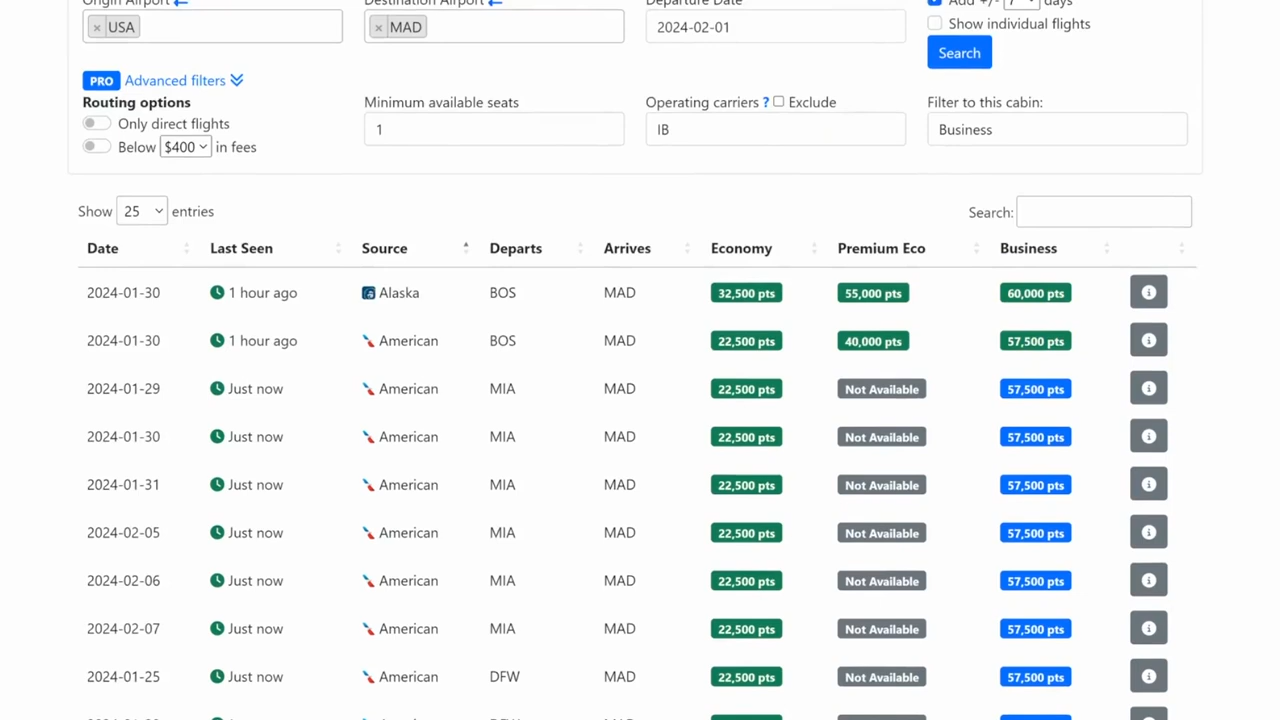 Origin Airport Destination Airport Departure Date Add +/- 7 days
× USA × MAD 2024-02-01 Show individual flights
Search
PRO Advanced filters
Routing options Minimum available seats Operating carriers ? Exclude Filter to this cabin:
Only direct flights 1 IB Business
Below $400 in fees
Show 25 entries Search:
Date Last Seen Source Departs Arrives Economy Premium Eco Business
2024-01-30 1 hour ago Alaska BOS MAD 32,500 pts 55,000 pts 60,000 pts
2024-01-30 1 hour ago American BOS MAD 22,500 pts 40,000 pts 57,500 pts
2024-01-29 Just now American MIA MAD 22,500 pts Not Available 57,500 pts
2024-01-30 Just now American MIA MAD 22,500 pts Not Available 57,500 pts
2024-01-31 Just now American MIA MAD 22,500 pts Not Available 57,500 pts
2024-02-05 Just now American MIA MAD 22,500 pts Not Available 57,500 pts
2024-02-06 Just now American MIA MAD 22,500 pts Not Available 57,500 pts
2024-02-07 Just now American MIA MAD 22,500 pts Not Available 57,500 pts
2024-01-25 Just now American DFW MAD 22,500 pts Not Available 57,500 pts